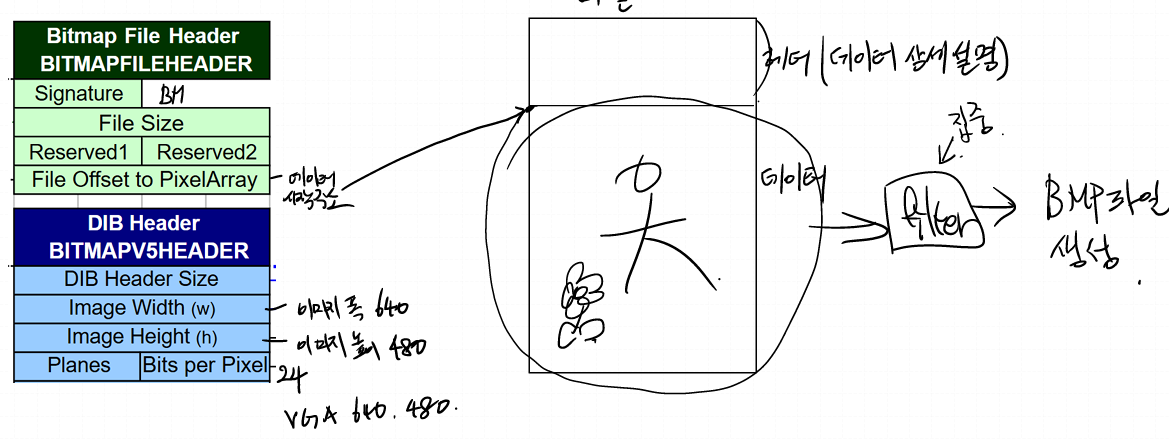 Bitmap File Header
BITMAPFILEHEADER
Signature BM
File Size
Reserved1 Reserved2
File Offset to PixelArray
데이터
시작주소
DIB Header
BITMAPV5HEADER
DIB Header Size
Image Width (w)
이미지 폭 640
Image Height (h)
이미지 높이 480
Planes Bits per Pixel
24
VGA 640. 480.
(데이터 상세설명)
데이터
집중.
filter
BMP파일
생성.